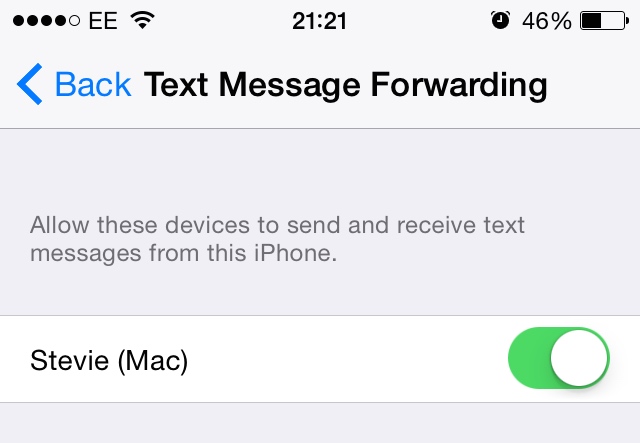 EE 21:21 46%
Back Text Message Forwarding
Allow these devices to send and receive text
messages from this iPhone.
Stevie (Mac)